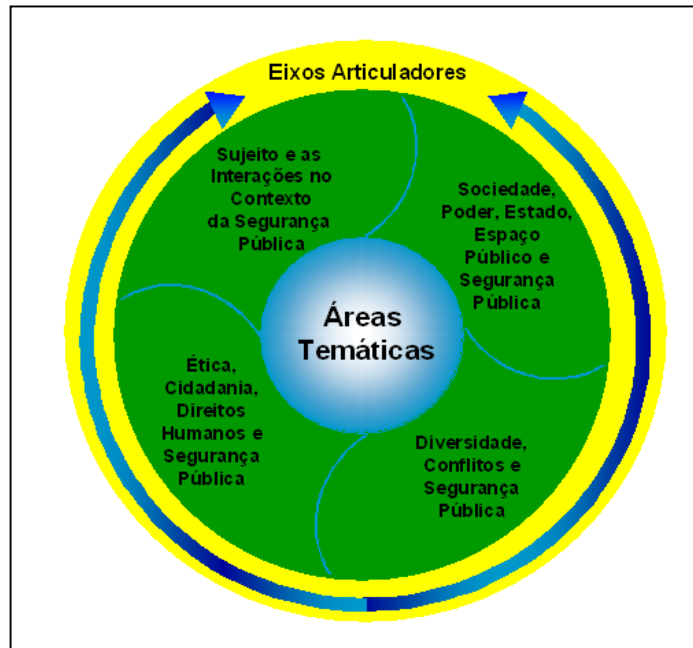 Eixos Articuladores
Sujeito e as
Interações no
Contexto
da Segurança
Pública
Sociedade,
Poder, Estado,
Espaço
Público e
Segurança
Pública
Áreas
Temáticas
Ética,
Cidadania,
Direitos
Humanos e
Segurança
Pública
Diversidade,
Conflitos e
Segurança
Pública